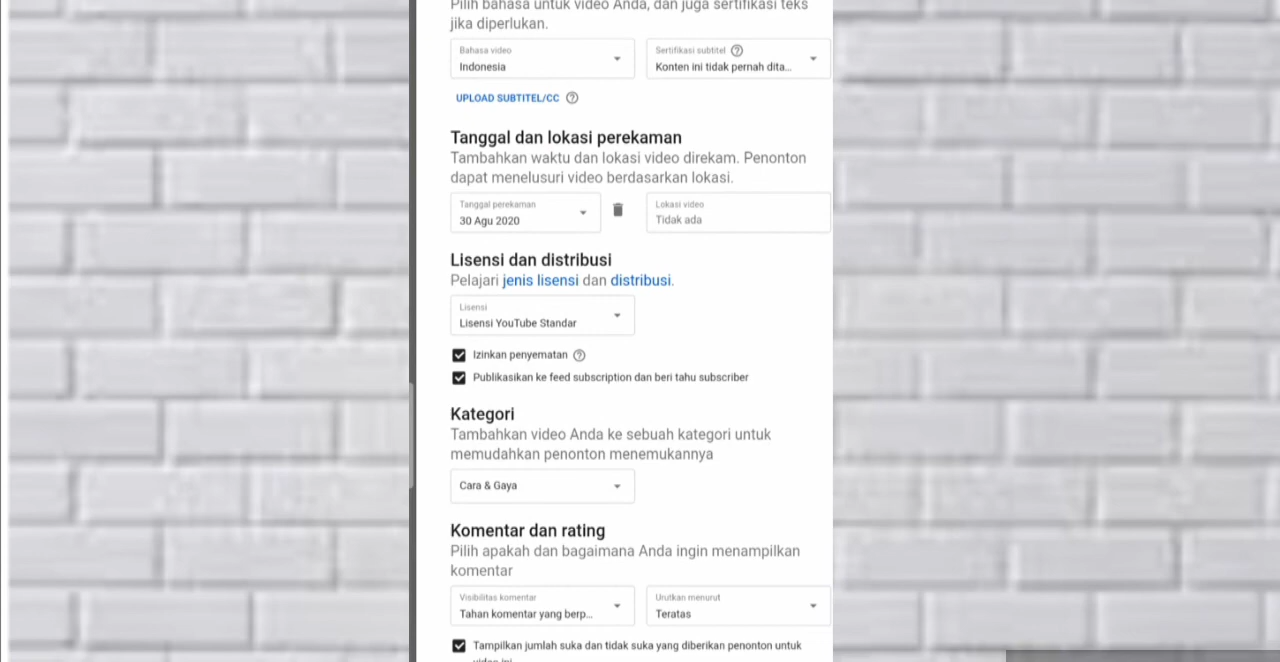 Pilih bahasa untuk video Anda, dan juga sertifikasi teks
jika diperlukan.
Bahasa video
Indonesia
Sertifikasi subtitel
Konten ini tidak pernah dita...
UPLOAD SUBTITEL/CC
Tanggal dan lokasi perekaman
Tambahkan waktu dan lokasi video direkam. Penonton
dapat menelusuri video berdasarkan lokasi.
Tanggal perekaman
30 Agu 2020
Lokasi video
Tidak ada
Lisensi dan distribusi
Pelajari jenis lisensi dan distribusi.
Lisensi
Lisensi YouTube Standar
Izinkan penyematan
Publikasikan ke feed subscription dan beri tahu subscriber
Kategori
Tambahkan video Anda ke sebuah kategori untuk
memudahkan penonton menemukannya
Cara & Gaya
Komentar dan rating
Pilih apakah dan bagaimana Anda ingin menampilkan
komentar
Visibilitas komentar
Tahan komentar yang berp...
Urutkan menurut
Teratas
Tampilkan jumlah suka dan tidak suka yang diberikan penonton untuk
video ini